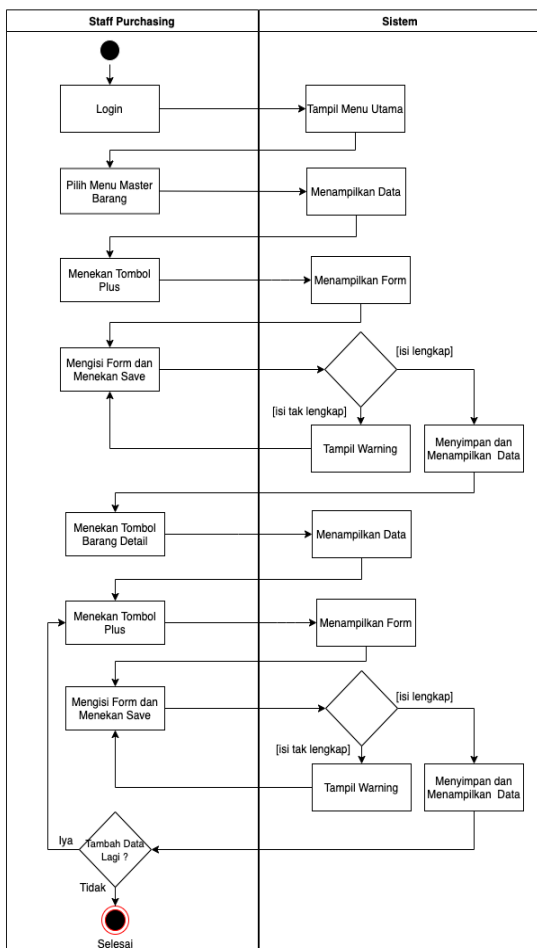 Staff Purchasing
Sistem
Login
Tampil Menu Utama
Pilih Menu Master
Barang
Menampilkan Data
Menekan Tombol
Plus
Menampilkan Form
Mengisi Form dan
Menekan Save
[isi lengkap]
[isi tak lengkap]
Tampil Warning
Menyimpan dan
Menampilkan Data
Menekan Tombol
Barang Detail
Menampilkan Data
Menekan Tombol
Plus
Menampilkan Form
Mengisi Form dan
Menekan Save
[isi lengkap]
[isi tak lengkap]
Tampil Warning
Menyimpan dan
Menampilkan Data
Iya
Tambah Data
Lagi ?
Tidak
Selesai